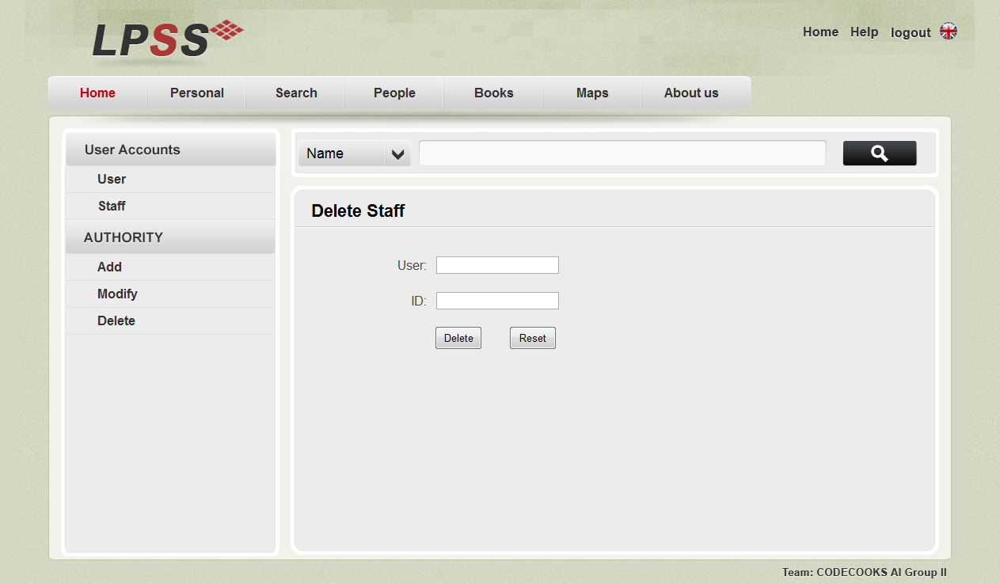 LPSS
Home Help logout
Home Personal Search People Books Maps About us
User Accounts
User
Staff
AUTHORITY
Add
Modify
Delete
Name
Delete Staff
User:
ID:
Delete Reset
Team: CODECOOKS AI Group II